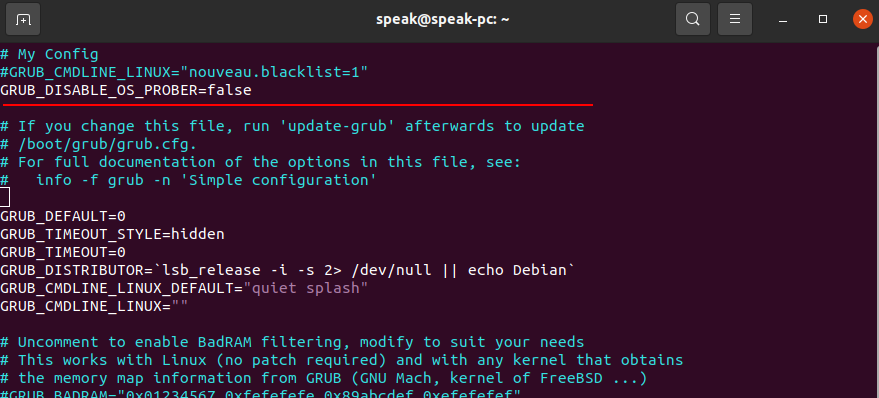 speak@speak-pc: ~
# My Config
#GRUB_CMDLINE_LINUX="nouveau.blacklist=1"
GRUB_DISABLE_OS_PROBER=false
# If you change this file, run 'update-grub' afterwards to update
# /boot/grub/grub.cfg.
# For full documentation of the options in this file, see:
#   info -f grub -n 'Simple configuration'
GRUB_DEFAULT=0
GRUB_TIMEOUT_STYLE=hidden
GRUB_TIMEOUT=0
GRUB_DISTRIBUTOR=`lsb_release -i -s 2> /dev/null || echo Debian`
GRUB_CMDLINE_LINUX_DEFAULT="quiet splash"
GRUB_CMDLINE_LINUX=""
# Uncomment to enable BadRAM filtering, modify to suit your needs
# This works with Linux (no patch required) and with any kernel that obtains
# the memory map information from GRUB (GNU Mach, kernel of FreeBSD ...)
#GRUB_BADRAM="0x01234567,0xfefefefe,0x89abcdef,0xefefefef"